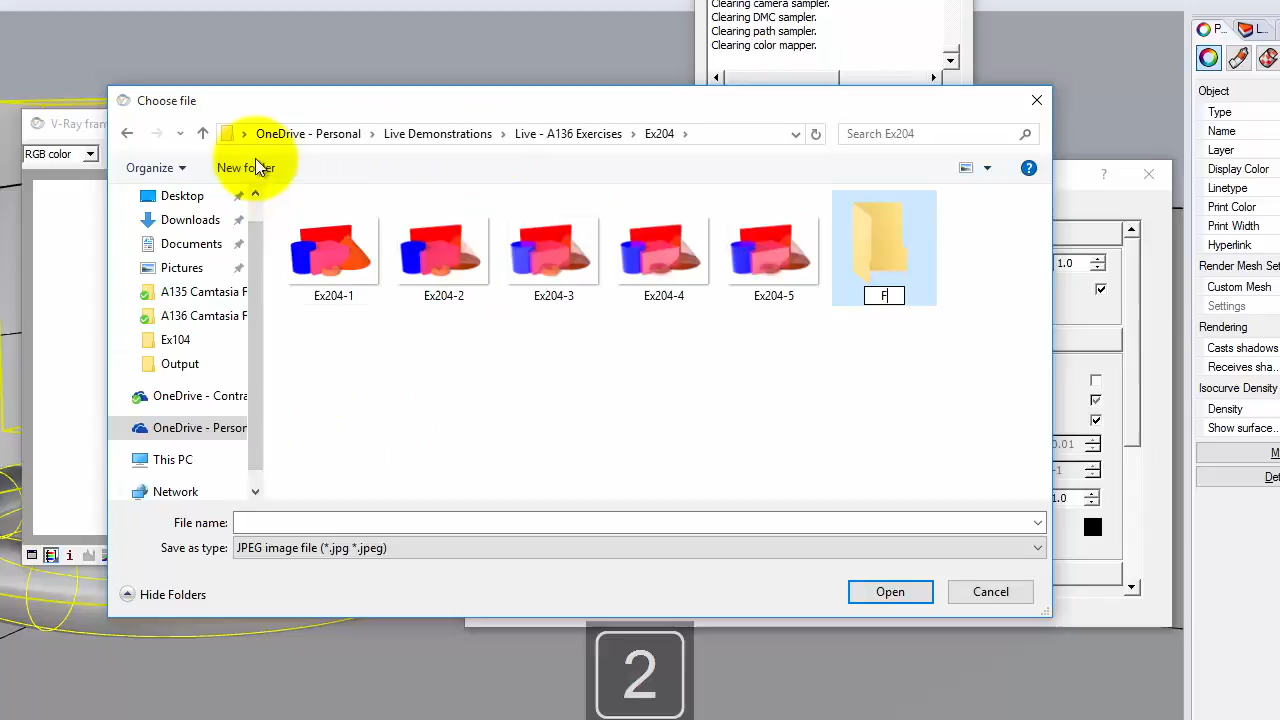 Clearing camera sampler.
Clearing DMC sampler.
Clearing path sampler.
Clearing color mapper.
Choose file
OneDrive - Personal
Live Demonstrations
Live - A136 Exercises
Ex204
Search Ex204
Organize
New folder
V-Ray fram
RGB color
Desktop
Downloads
Documents
Pictures
A135 Camtasia F
A136 Camtasia F
Ex104
Output
OneDrive - Contra
OneDrive - Person
This PC
Network
Ex204-1
Ex204-2
Ex204-3
Ex204-4
Ex204-5
F
File name:
Save as type:
JPEG image file (*.jpg *.jpeg)
Hide Folders
Open
Cancel
?
1.0
0.01
-1
1.0
P...
L...
Object
Type
Name
Layer
Display Color
Linetype
Print Color
Print Width
Hyperlink
Render Mesh Set
Custom Mesh
Settings
Rendering
Casts shadows
Receives sha...
Isocurve Density
Density
Show surface..
M
Det
i
2